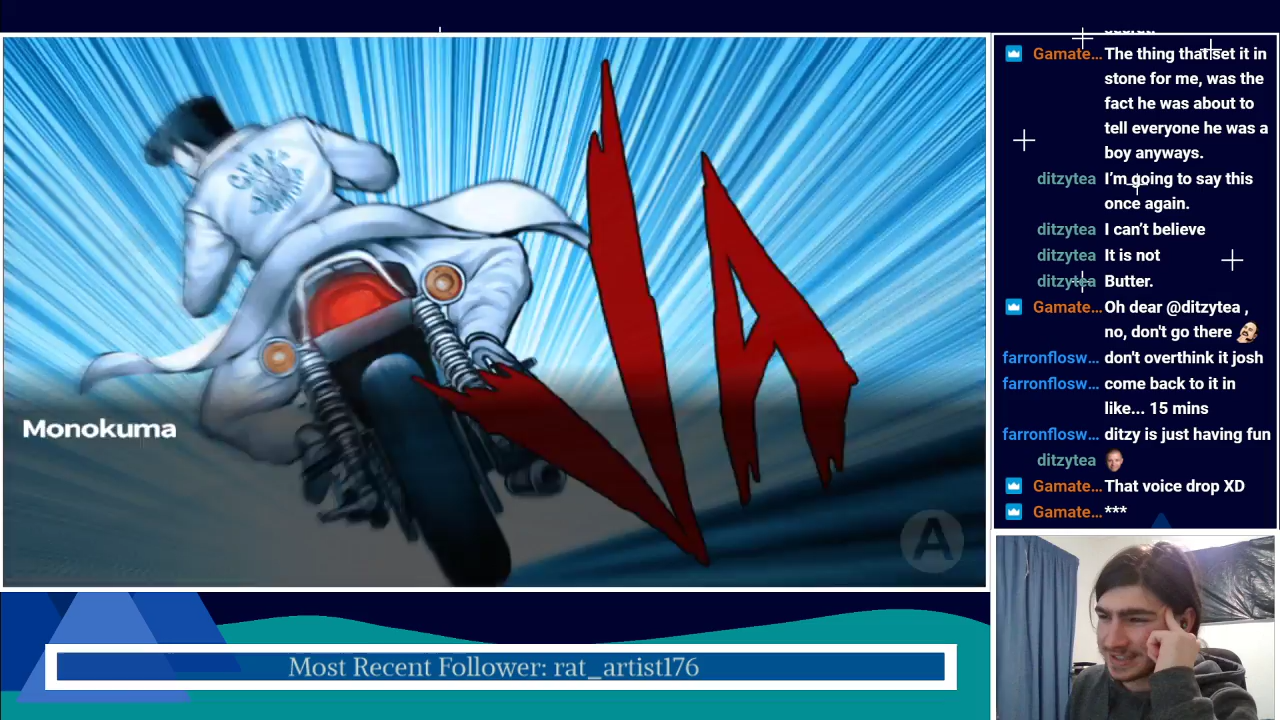 Monokuma
A
Gamate... The thing that set it in
stone for me, was the
fact he was about to
tell everyone he was a
boy anyways.
ditzytea I'm going to say this
once again.
ditzytea I can't believe
ditzytea It is not
ditzytea Butter.
Gamate... Oh dear @ditzytea ,
no, don't go there
farronflosw... don't overthink it josh
farronflosw... come back to it in
like... 15 mins
farronflosw... ditzy is just having fun
ditzytea
Gamate... That voice drop XD
Gamate... ***
Most Recent Follower: rat_artist176